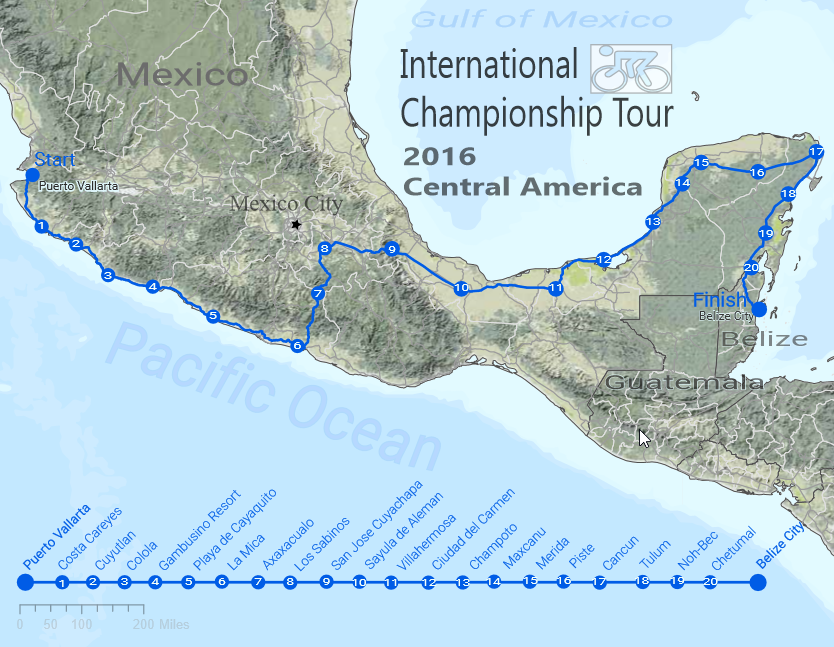 Gulf of Mexico
International
Championship Tour
2016
Central America
Mexico
Start
Puerto Vallarta
Mexico City
1
2
3
4
5
6
7
8
9
10
11
12
13
14
15
16
17
18
19
20
Finish
Belize City
Belize
Guatemala
Pacific Ocean
Puerto Vallarta
Costa Careyes
Cuyutlan
Colola
Gambusino Resort
Playa de Cayaquito
La Mica
Axaxacualo
Los Sabinos
San Jose Cuyachapa
Sayula de Aleman
Villahermosa
Ciudad del Carmen
Champoto
Maxcanu
Merida
Piste
Cancun
Tulum
Noh-Bec
Chetumal
Belize City
1 2 3 4 5 6 7 8 9 10 11 12 13 14 15 16 17 18 19 20
0 50 100 200 Miles